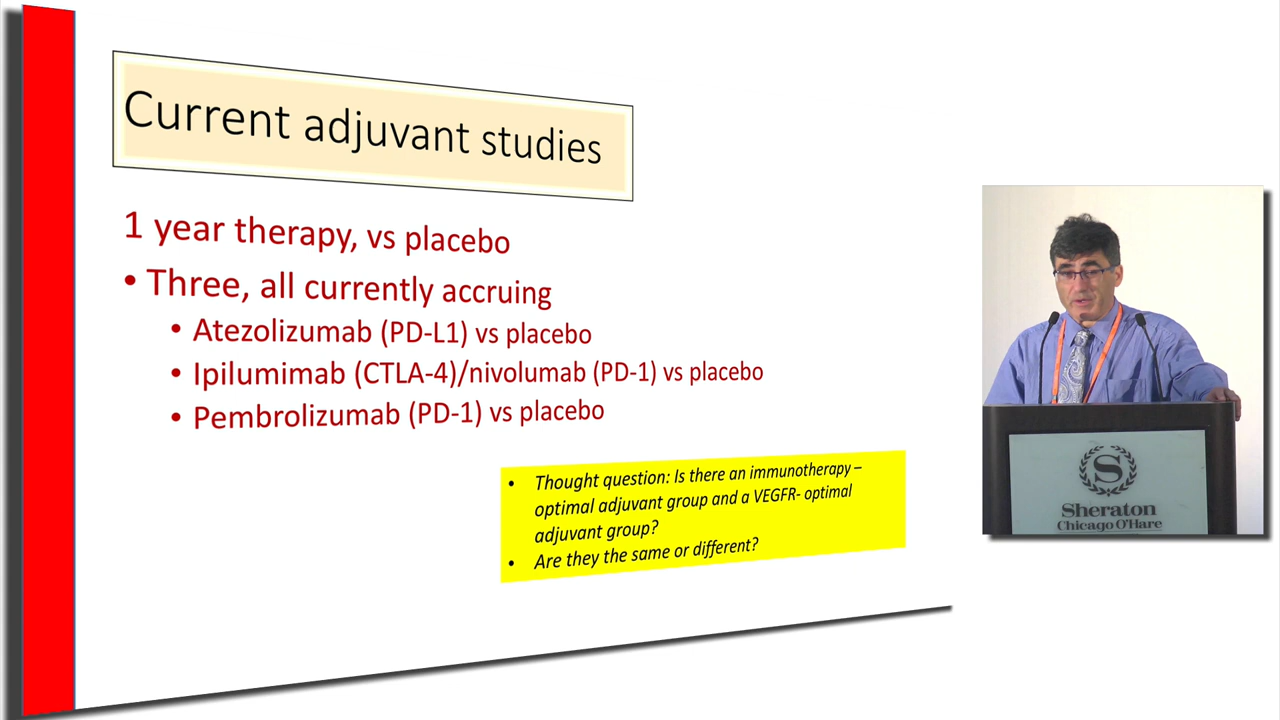 Current adjuvant studies
1 year therapy, vs placebo
• Three, all currently accruing
• Atezolizumab (PD-L1) vs placebo
• Ipilumimab (CTLA-4)/nivolumab (PD-1) vs placebo
• Pembrolizumab (PD-1) vs placebo
• Thought question: Is there an immunotherapy –
optimal adjuvant group and a VEGFR- optimal
adjuvant group?
• Are they the same or different?
S
Sheraton
Chicago O'Hare